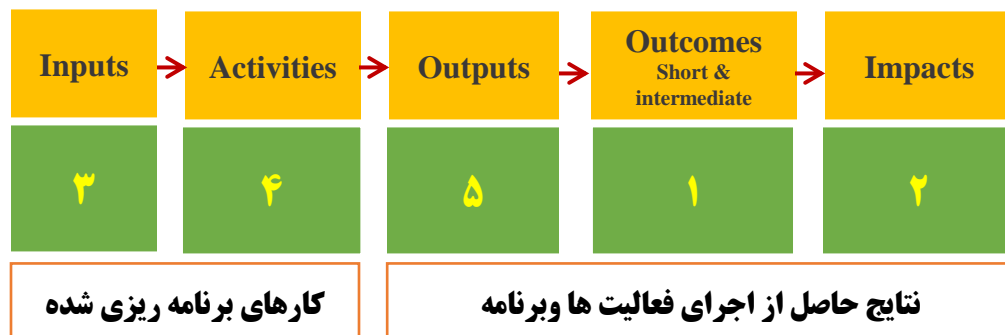 Inputs
Activities
Outputs
Outcomes
Short &
intermediate
Impacts
۳
۴
۵
۱
۲
کارهای برنامه ریزی شده
نتایج حاصل از اجرای فعالیت ها وبرنامه